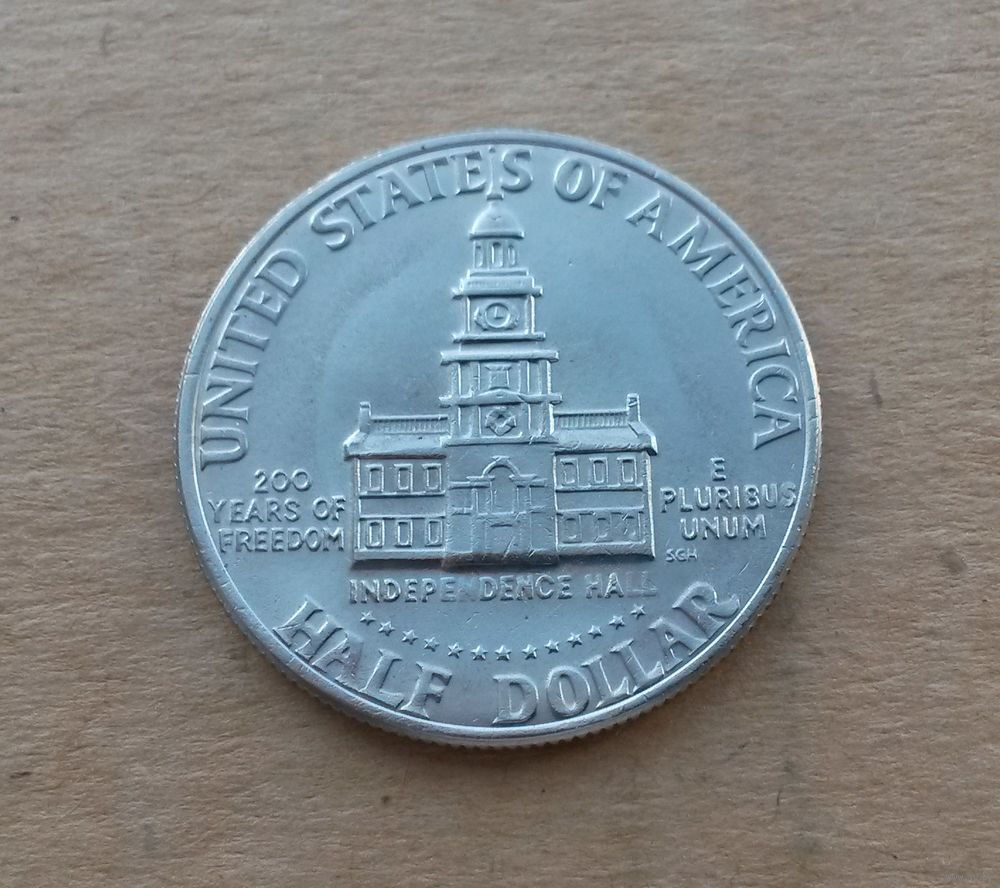 UNITED STATES OF AMERICA
200
YEARS OF
FREEDOM
E
PLURIBUS
UNUM
SGH
INDEPENDENCE HALL
HALF DOLLAR